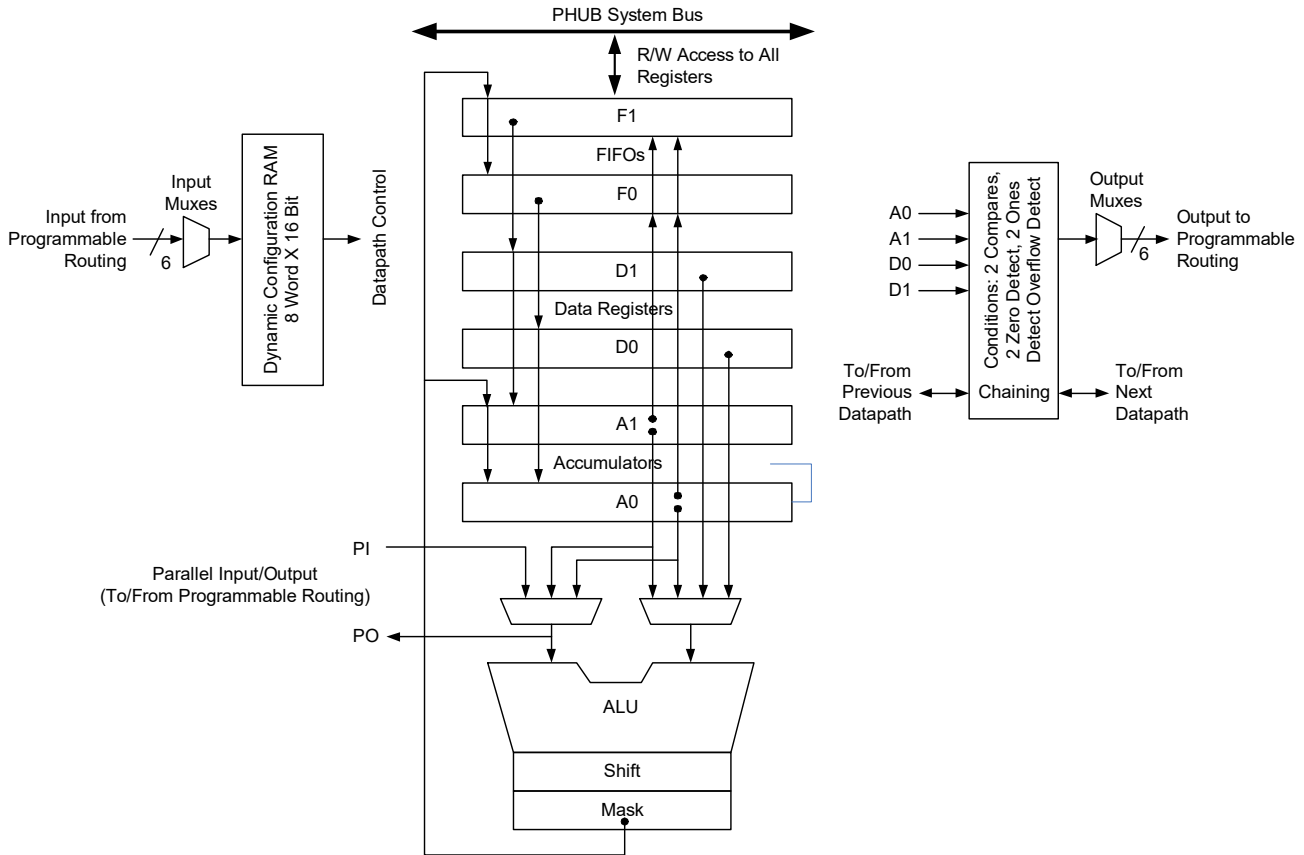 PHUB System Bus
R/W Access to All
Registers
F1
FIFOs
F0
D1
Data Registers
D0
A1
Accumulators
A0
Input from
Programmable
Routing
6
Input
Muxes
Dynamic Configuration RAM
8 Word X 16 Bit
Datapath Control
A0
A1
D0
D1
Conditions: 2 Compares,
2 Zero Detect, 2 Ones
Detect Overflow Detect
Output
Muxes
6
Output to
Programmable
Routing
To/From
Previous
Datapath
Chaining
To/From
Next
Datapath
PI
Parallel Input/Output
(To/From Programmable Routing)
PO
ALU
Shift
Mask